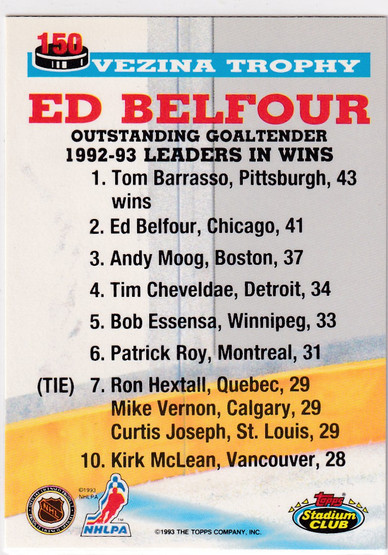 150
VEZINA TROPHY
ED BELFOUR
OUTSTANDING GOALTENDER
1992-93 LEADERS IN WINS
1. Tom Barrasso, Pittsburgh, 43
wins
2. Ed Belfour, Chicago, 41
3. Andy Moog, Boston, 37
4. Tim Cheveldae, Detroit, 34
5. Bob Essensa, Winnipeg, 33
6. Patrick Roy, Montreal, 31
(TIE) 7. Ron Hextall, Quebec, 29
Mike Vernon, Calgary, 29
Curtis Joseph, St. Louis, 29
10. Kirk McLean, Vancouver, 28
©1993
NHLPA
NHL
NHLPA
TM
Topps
Stadium
CLUB
©1993 THE TOPPS COMPANY, INC.